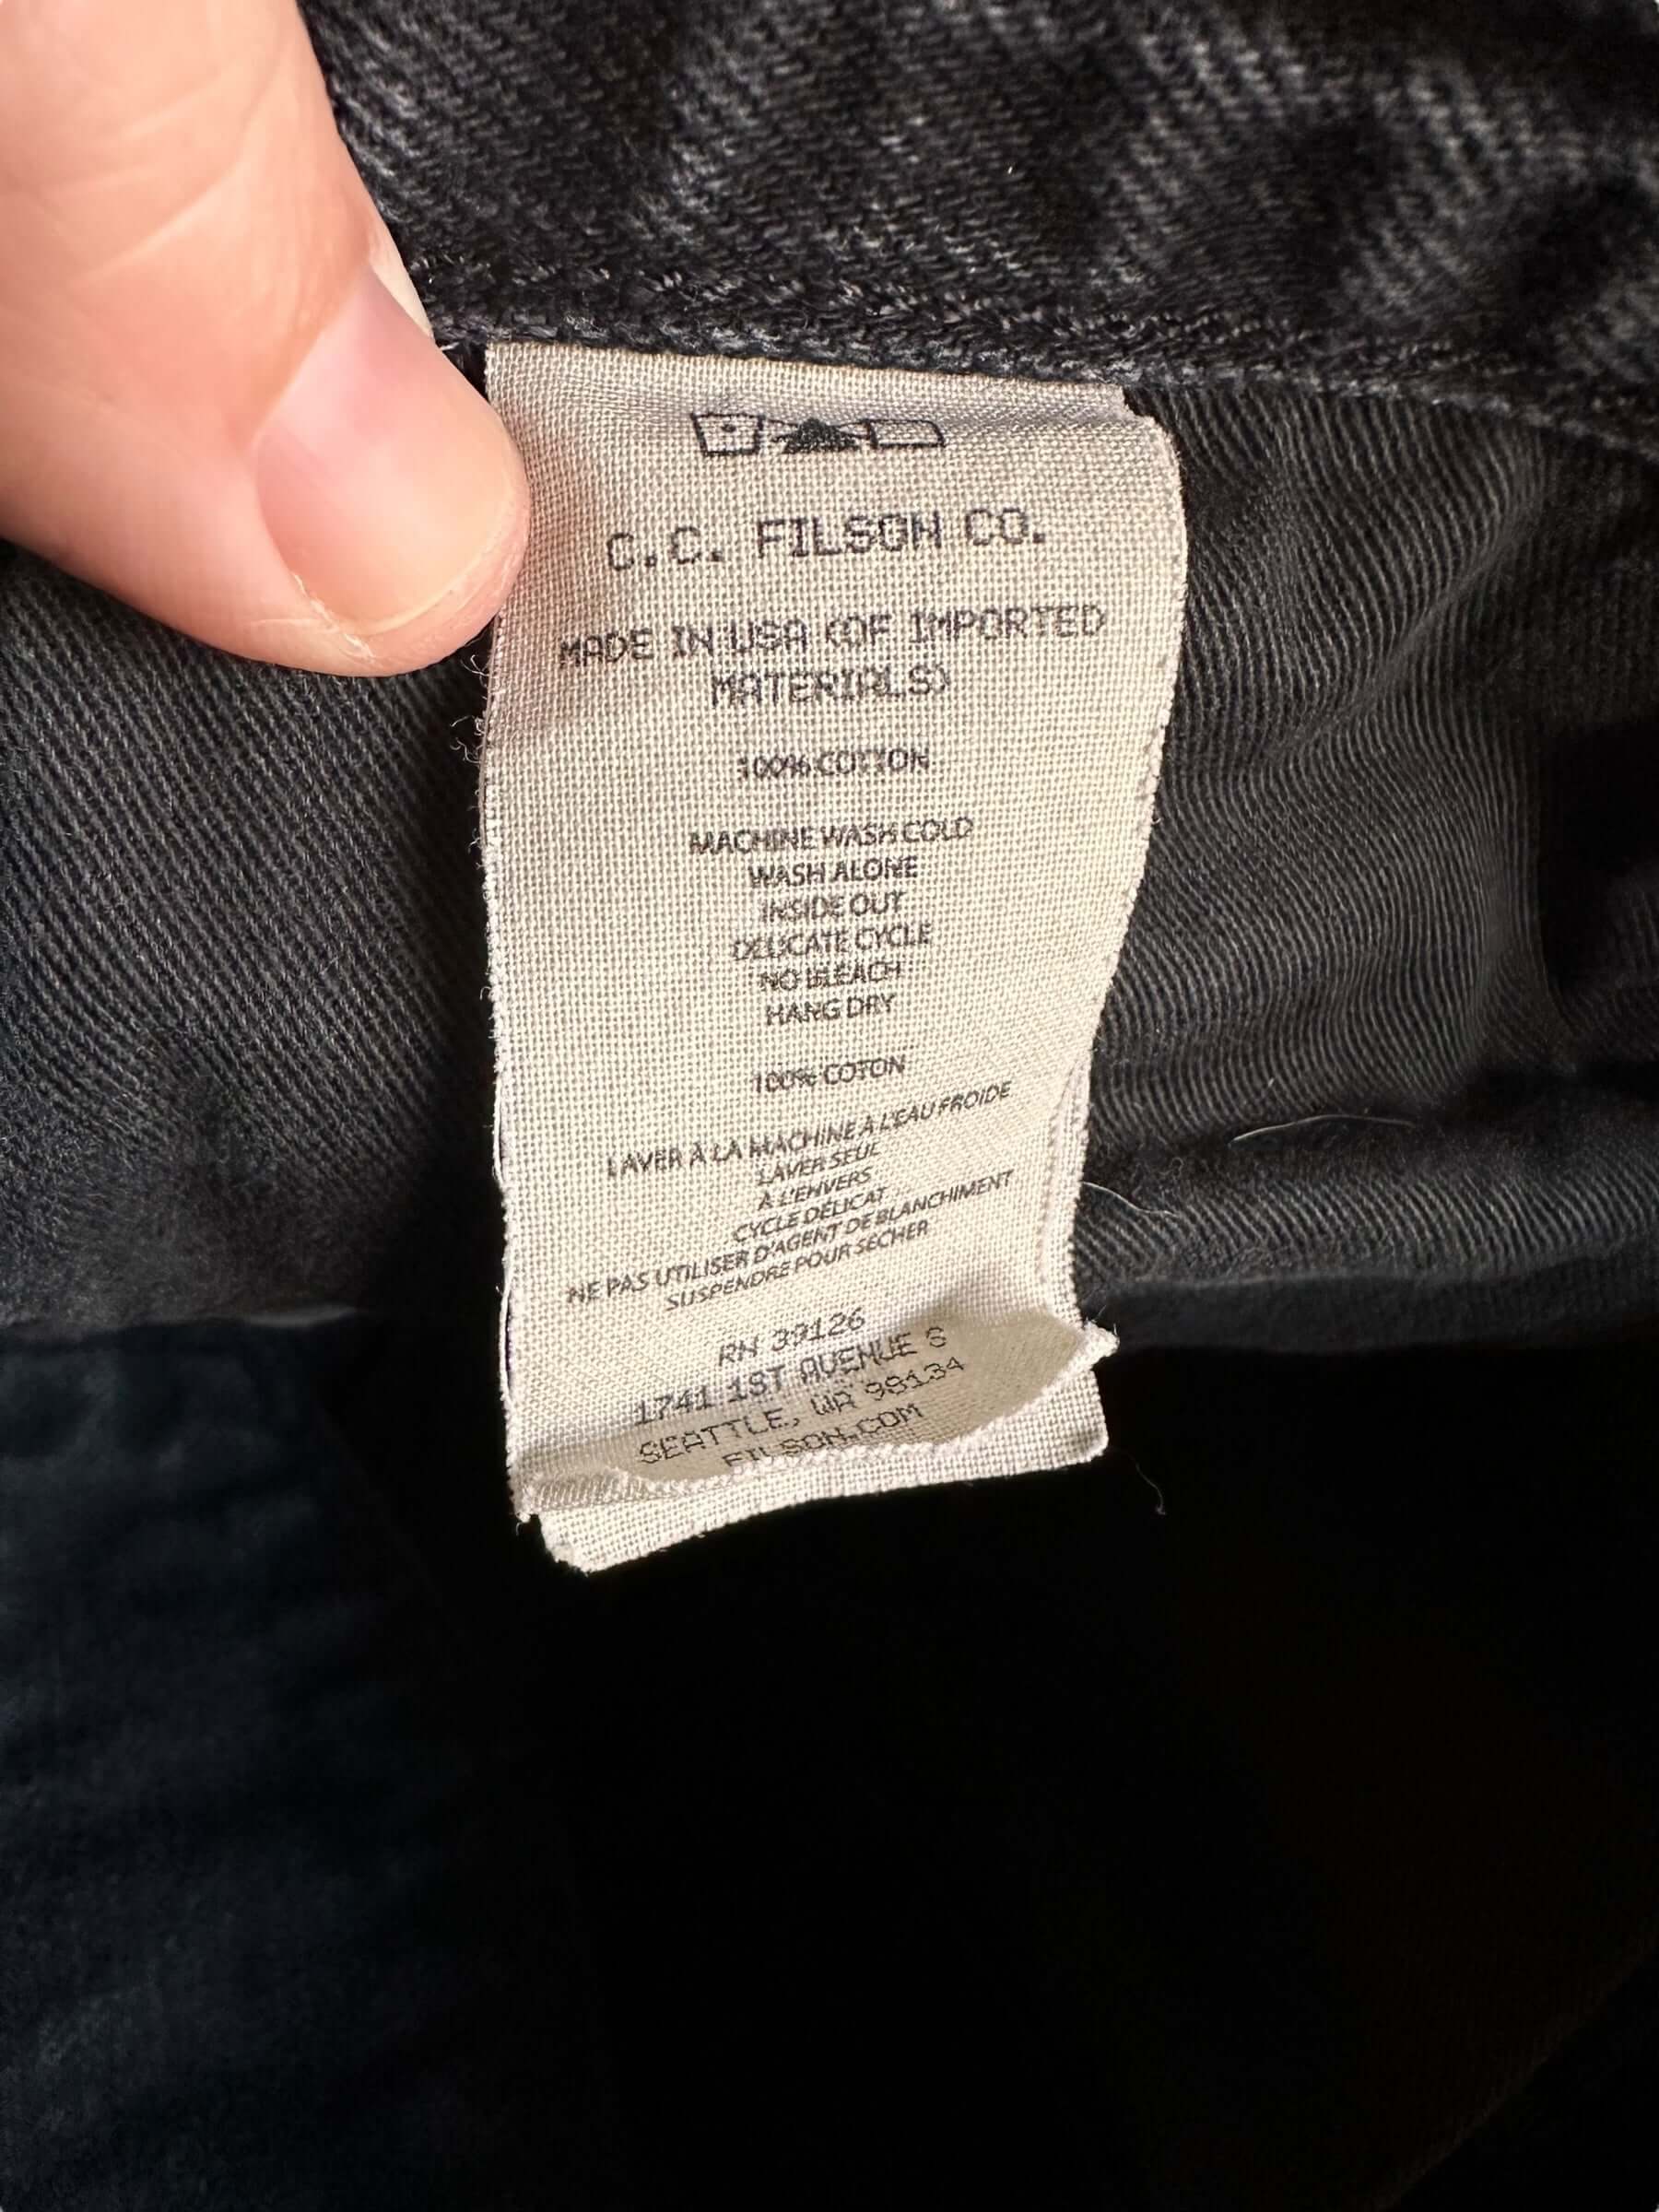 C.C. FILSON CO.
MADE IN USA (OF IMPORTED
MATERIALS)
100% COTTON
MACHINE WASH COLD
WASH ALONE
INSIDE OUT
DELICATE CYCLE
NO BLEACH
HANG DRY
100% COTON
LAVER À LA MACHINE À L'EAU FROIDE
LAVER SEUL
À L'ENVERS
CYCLE DÉLICAT
NE PAS UTILISER D'AGENT DE BLANCHIMENT
SUSPENDRE POUR SÉCHER
RN 39126
1741 1ST AVENUE S
SEATTLE, WA 98134
FILSON.COM